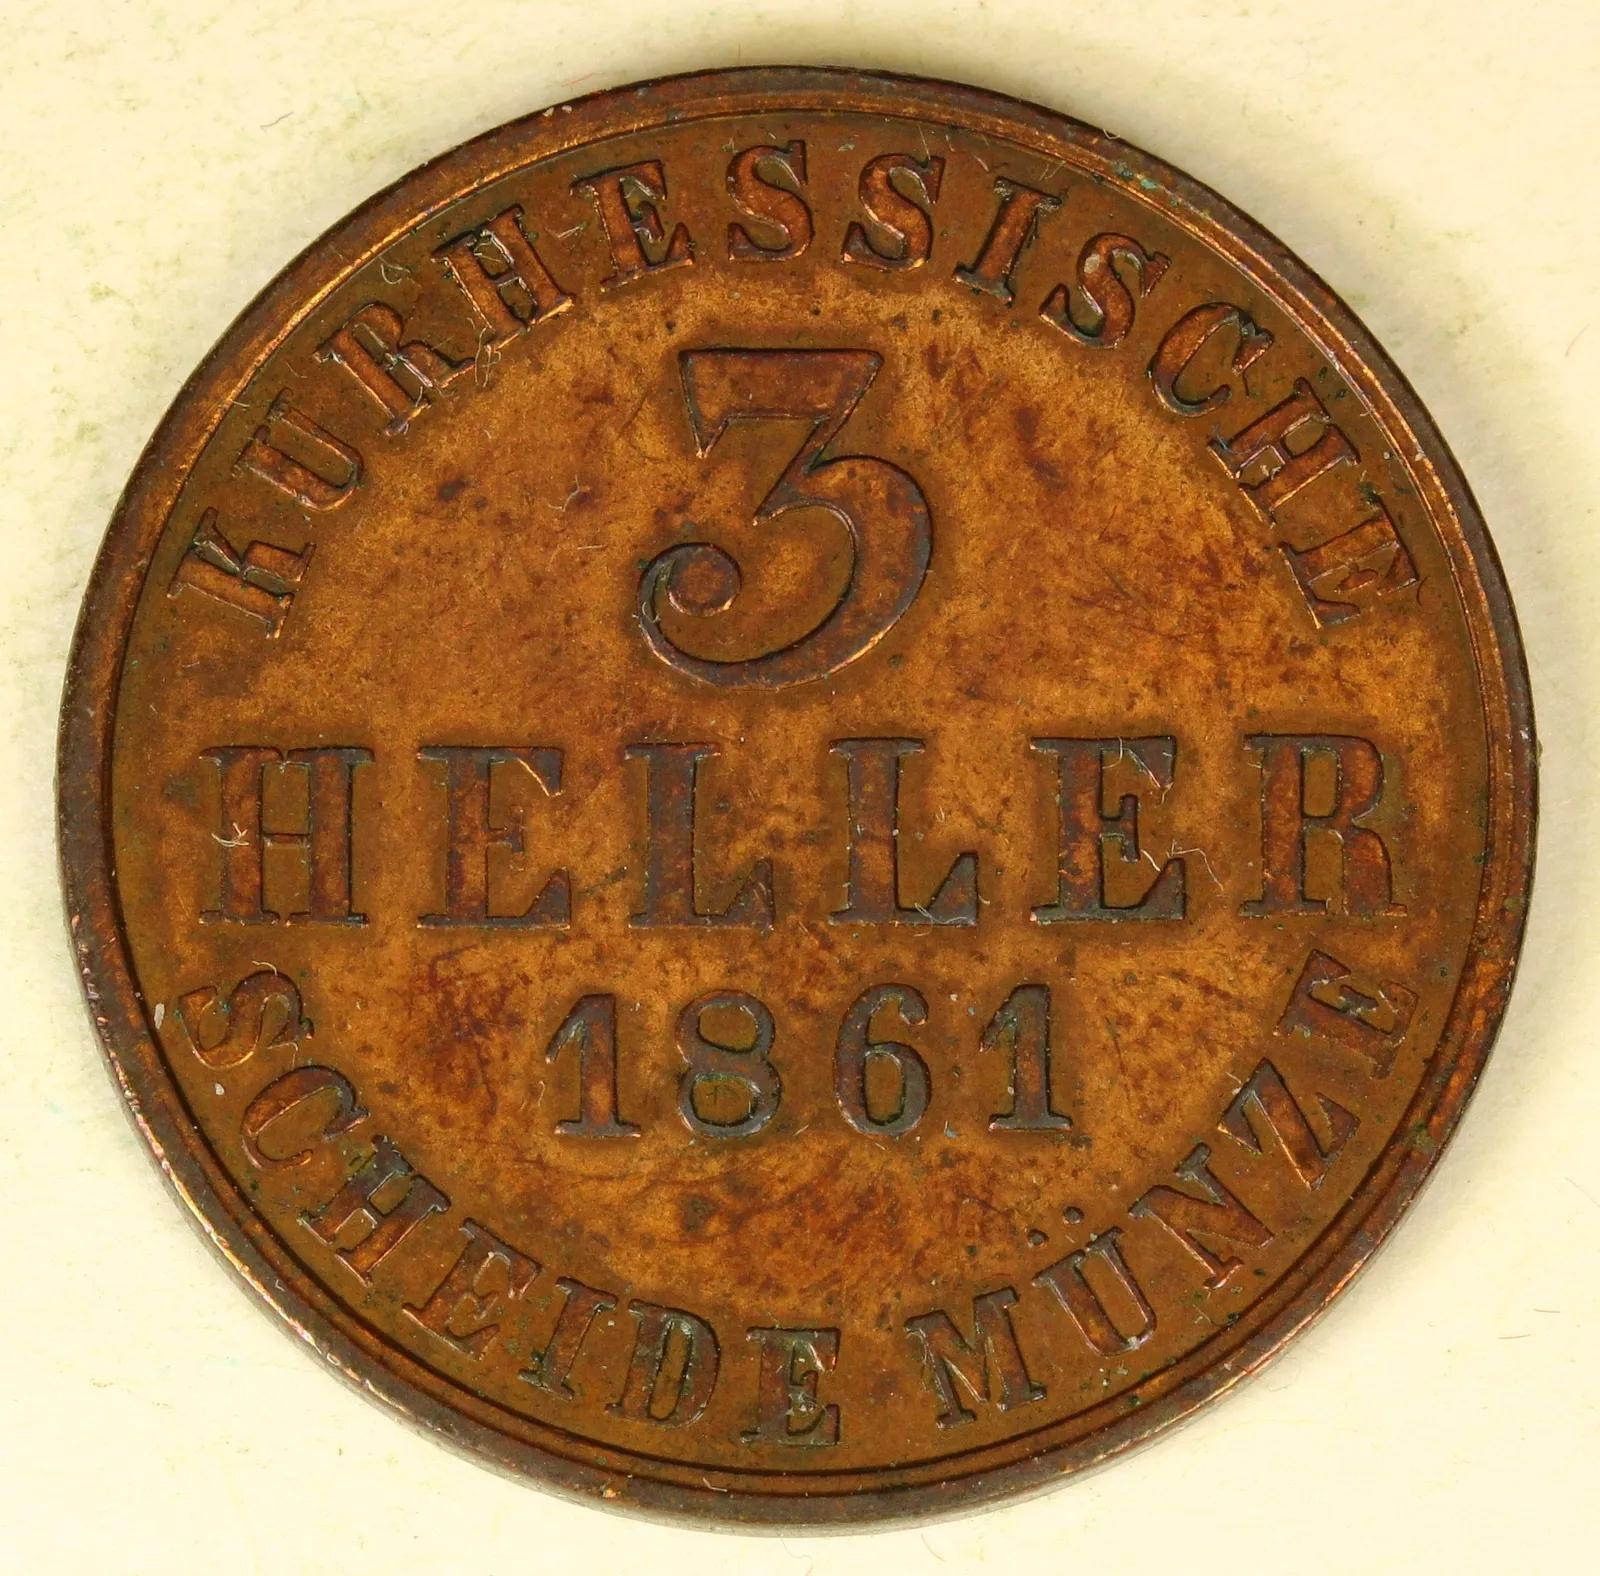 KURHESSISCHE
3
HELLER
1861
SCHEIDE MÜNZE